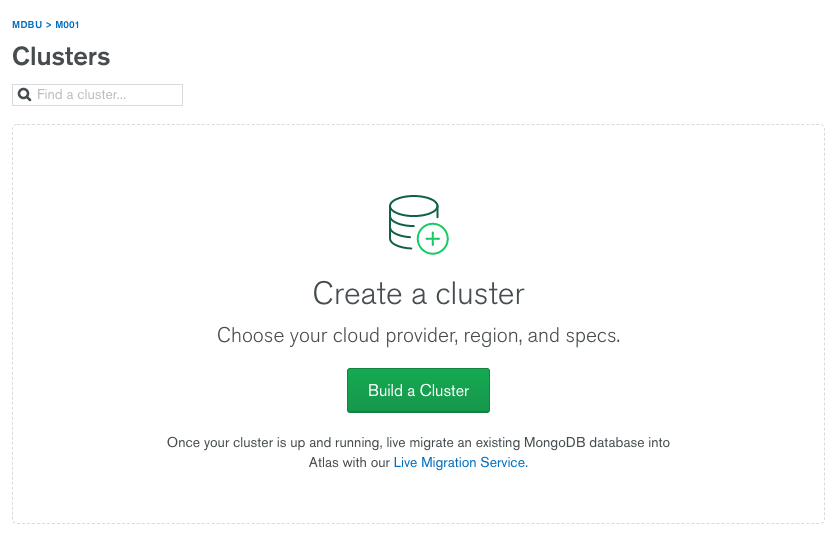 MDBU > M001
Clusters
Find a cluster...
Create a cluster
Choose your cloud provider, region, and specs.
Build a Cluster
Once your cluster is up and running, live migrate an existing MongoDB database into
Atlas with our Live Migration Service.